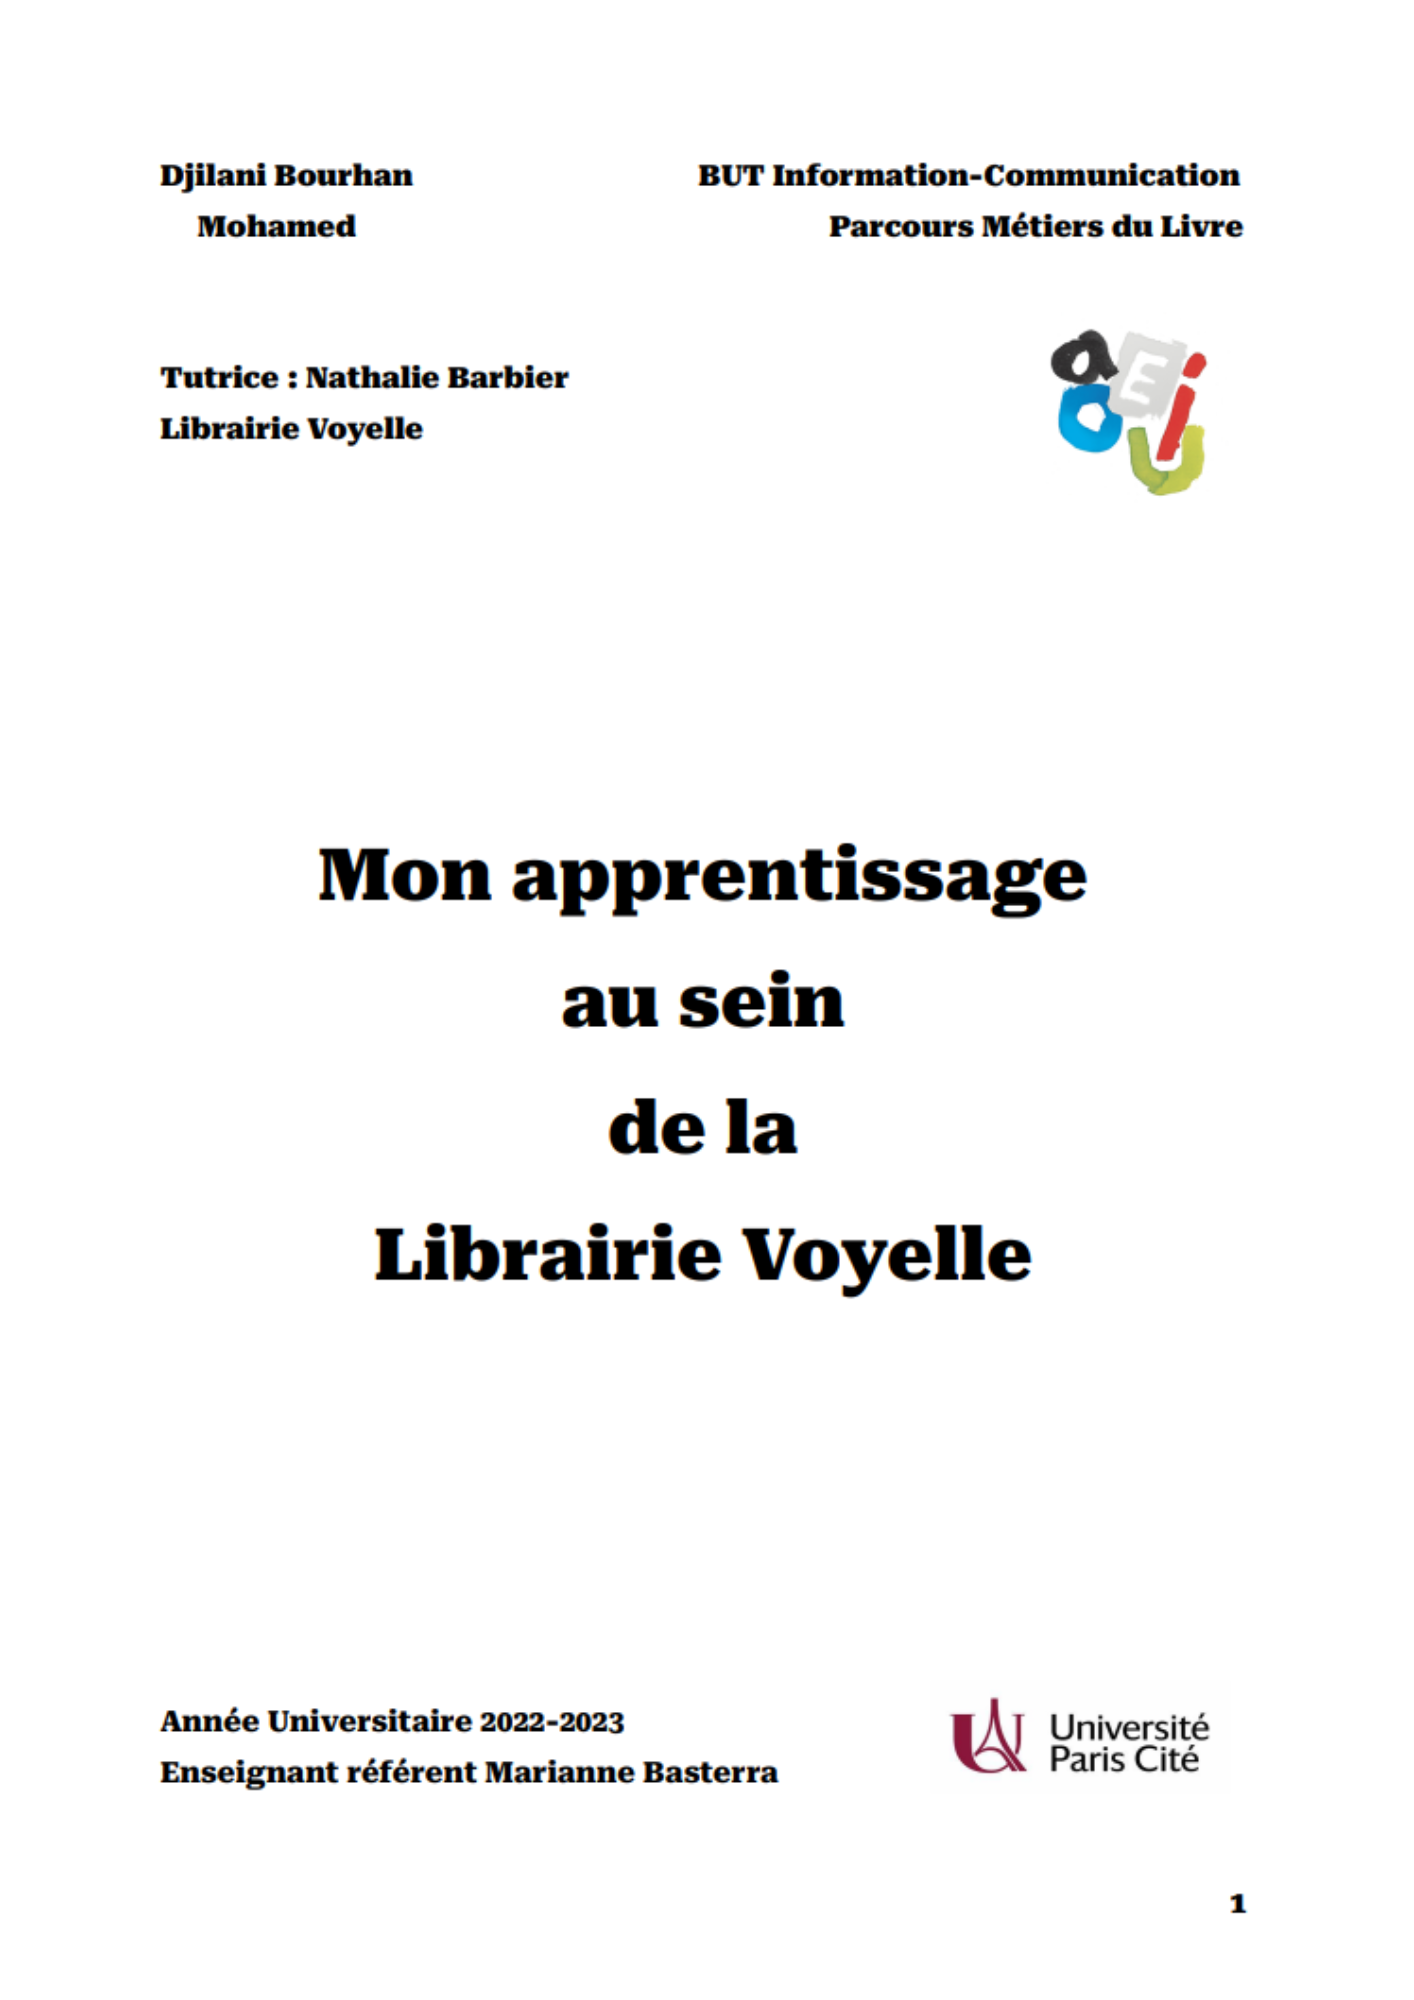 Djilani Bourhan
Mohamed
BUT Information-Communication
Parcours Métiers du Livre
Tutrice : Nathalie Barbier
Librairie Voyelle
a E i
O U
Mon apprentissage
au sein
de la
Librairie Voyelle
Année Universitaire 2022-2023
Enseignant référent Marianne Basterra
Université
Paris Cité
1